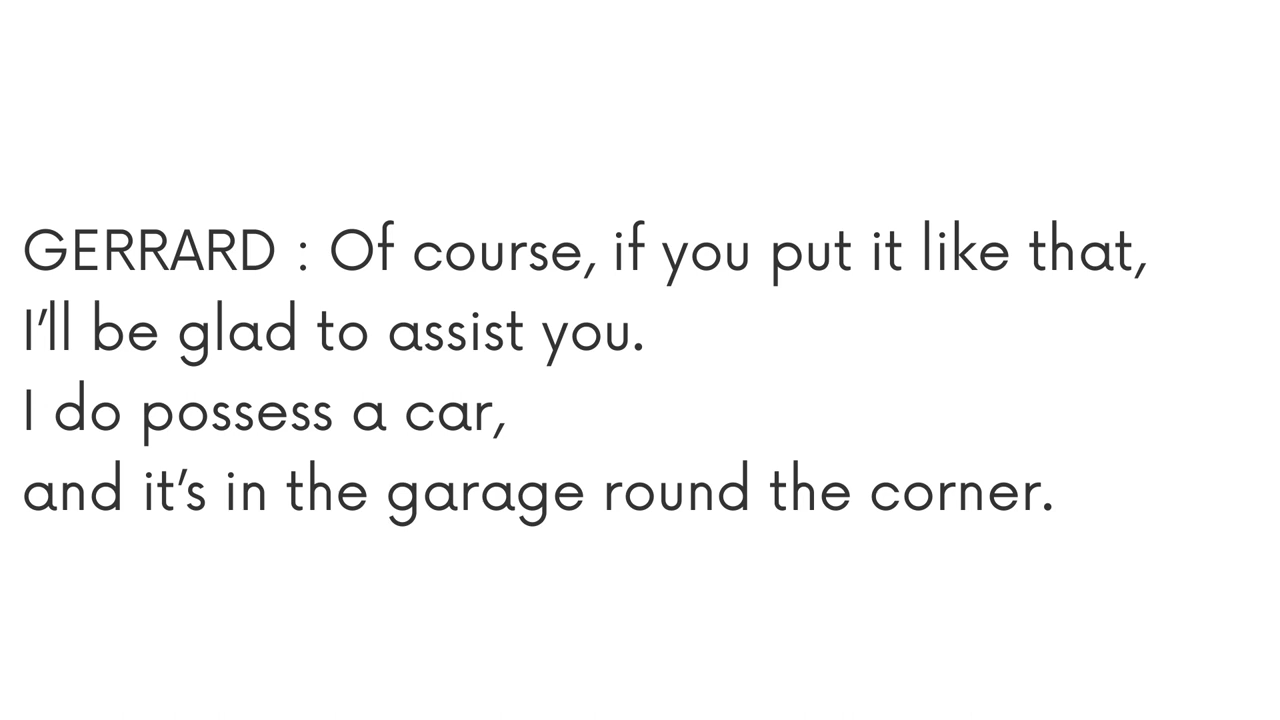 GERRARD : Of course, if you put it like that,
I’ll be glad to assist you.
I do possess a car,
and it’s in the garage round the corner.